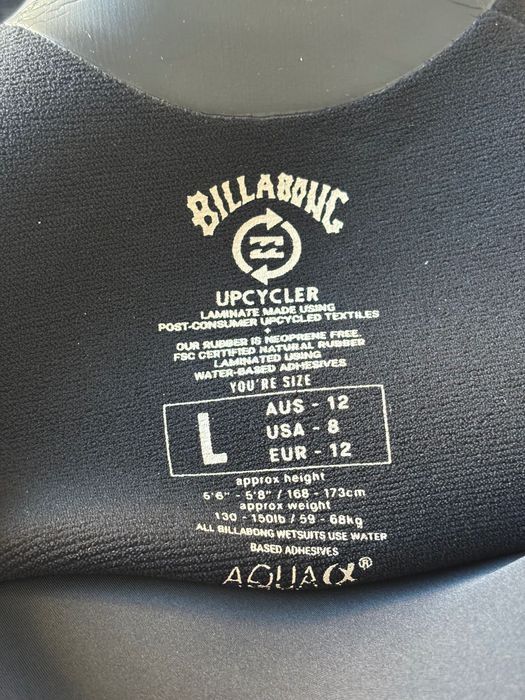 BILLABONG
UPCYCLER
LAMINATE MADE USING
POST-CONSUMER UPCYCLED TEXTILES
+
OUR RUBBER IS NEOPRENE FREE.
FSC CERTIFIED NATURAL RUBBER
LAMINATED USING
WATER-BASED ADHESIVES
YOU'RE SIZE
L
AUS - 12
USA - 8
EUR - 12
approx height
5'6" - 5'8" / 168 - 173cm
approx weight
130 - 150lb / 59 - 68kg
ALL BILLABONG WETSUITS USE WATER
BASED ADHESIVES
AQUA α®